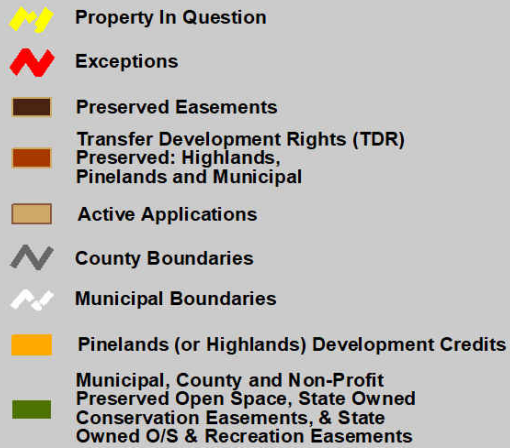 Property In Question
Exceptions
Preserved Easements
Transfer Development Rights (TDR)
Preserved: Highlands,
Pinelands and Municipal
Active Applications
County Boundaries
Municipal Boundaries
Pinelands (or Highlands) Development Credits
Municipal, County and Non-Profit
Preserved Open Space, State Owned
Conservation Easements, & State
Owned O/S & Recreation Easements